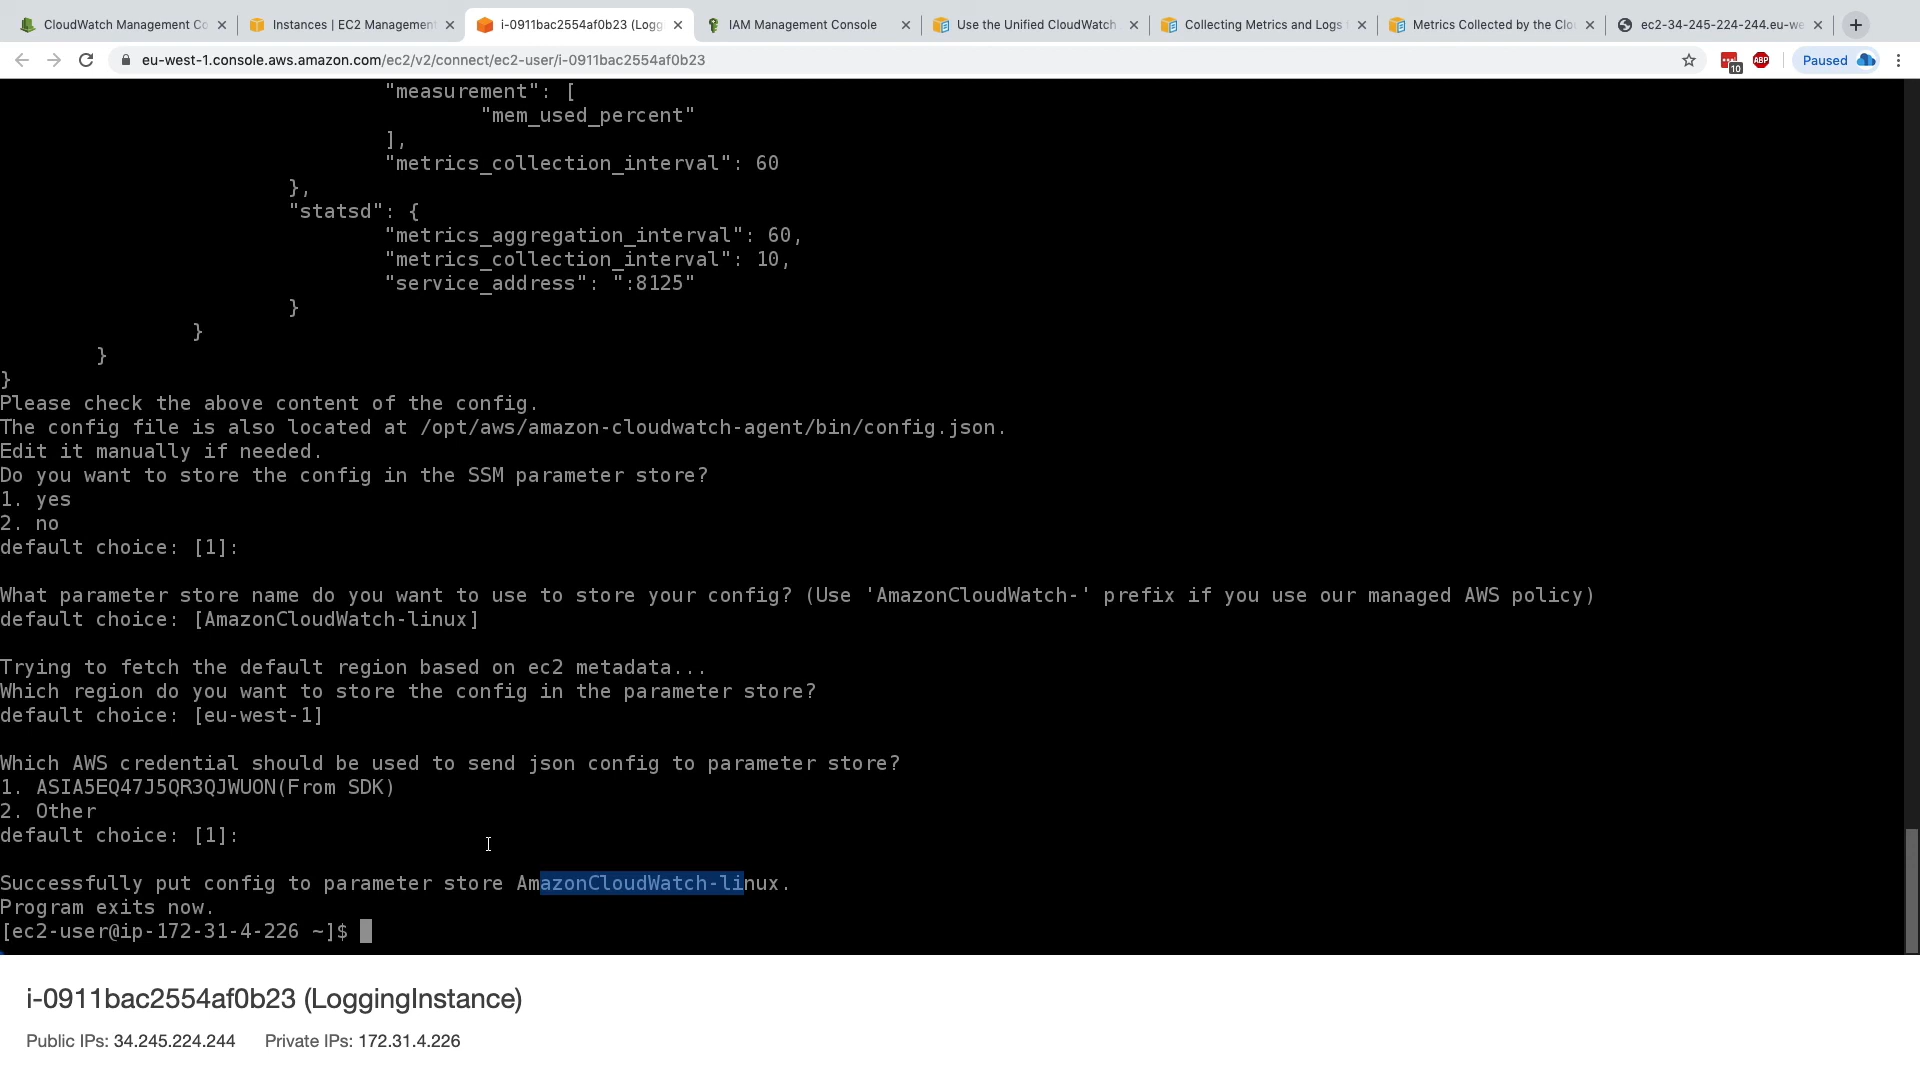 CloudWatch Management Co
Instances | EC2 Management
i-0911bac2554af0b23 (Logg
IAM Management Console
Use the Unified CloudWatch
Collecting Metrics and Logs f
Metrics Collected by the Clo
ec2-34-245-224-244.eu-we
eu-west-1.console.aws.amazon.com/ec2/v2/connect/ec2-user/i-0911bac2554af0b23
10
ABP
Paused
"measurement": [
"mem_used_percent"
],
"metrics_collection_interval": 60
},
"statsd": {
"metrics_aggregation_interval": 60,
"metrics_collection_interval": 10,
"service_address": ":8125"
}
}
}
}
Please check the above content of the config.
The config file is also located at /opt/aws/amazon-cloudwatch-agent/bin/config.json.
Edit it manually if needed.
Do you want to store the config in the SSM parameter store?
1. yes
2. no
default choice: [1]:
What parameter store name do you want to use to store your config? (Use 'AmazonCloudWatch-' prefix if you use our managed AWS policy)
default choice: [AmazonCloudWatch-linux]
Trying to fetch the default region based on ec2 metadata...
Which region do you want to store the config in the parameter store?
default choice: [eu-west-1]
Which AWS credential should be used to send json config to parameter store?
1. ASIA5EQ47J5QR3QJWUON(From SDK)
2. Other
default choice: [1]:
Successfully put config to parameter store AmazonCloudWatch-linux.
Program exits now.
[ec2-user@ip-172-31-4-226 ~]$
i-0911bac2554af0b23 (LoggingInstance)
Public IPs: 34.245.224.244 Private IPs: 172.31.4.226